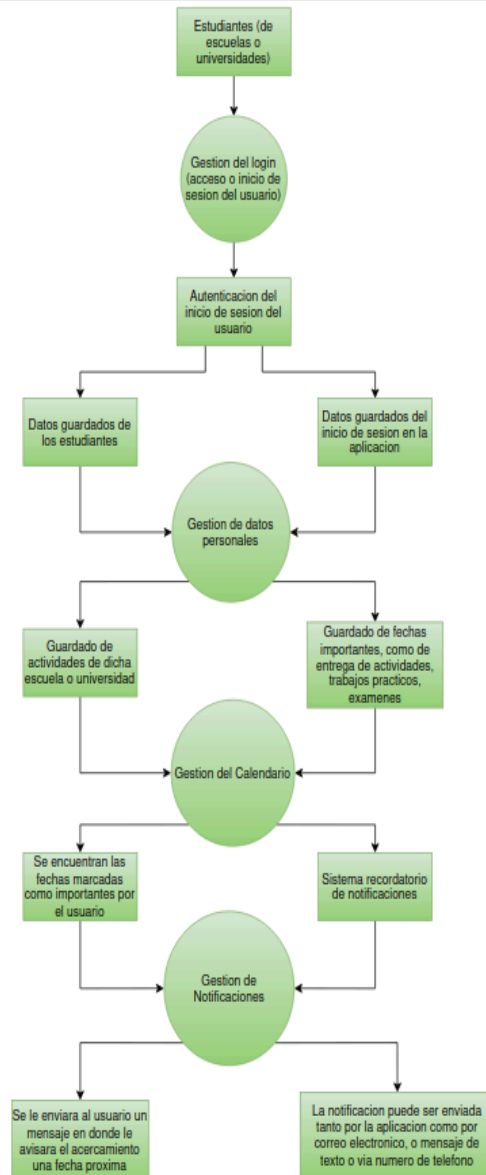 Estudiantes (de
escuelas o
universidades)
Gestion del login
(acceso o inicio de
sesion del usuario)
Autenticacion del
inicio de sesion del
usuario
Datos guardados de
los estudiantes
Datos guardados del
inicio de sesion en la
aplicacion
Gestion de datos
personales
Guardado de
actividades de dicha
escuela o universidad
Guardado de fechas
importantes, como de
entrega de actividades,
trabajos practicos,
examenes
Gestion del Calendario
Se encuentran las
fechas marcadas
como importantes por
el usuario
Sistema recordatorio
de notificaciones
Gestion de
Notificaciones
Se le enviara al usuario un
mensaje en donde le
avisara el acercamiento
una fecha proxima
La notificacion puede ser enviada
tanto por la aplicacion como por
correo electronico, o mensaje de
texto o via numero de telefono